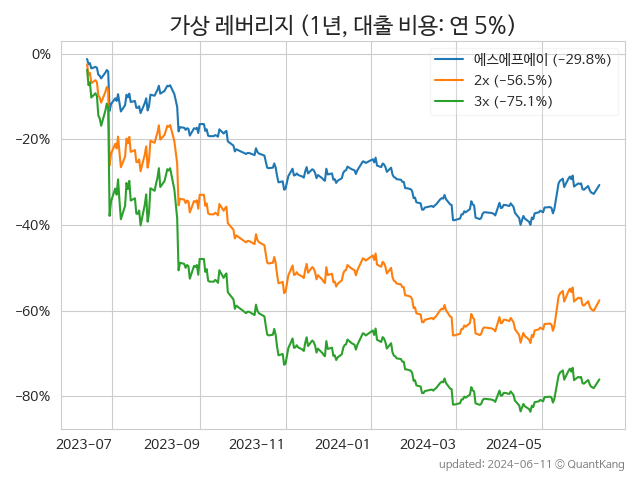 가상 레버리지 (1년, 대출 비용: 연 5%)
에스에프에이 (−29.8%)
2x (−56.5%)
3x (−75.1%)
0%
−20%
−40%
−60%
−80%
2023-07 2023-09 2023-11 2024-01 2024-03 2024-05
updated: 2024-06-11 © QuantKang